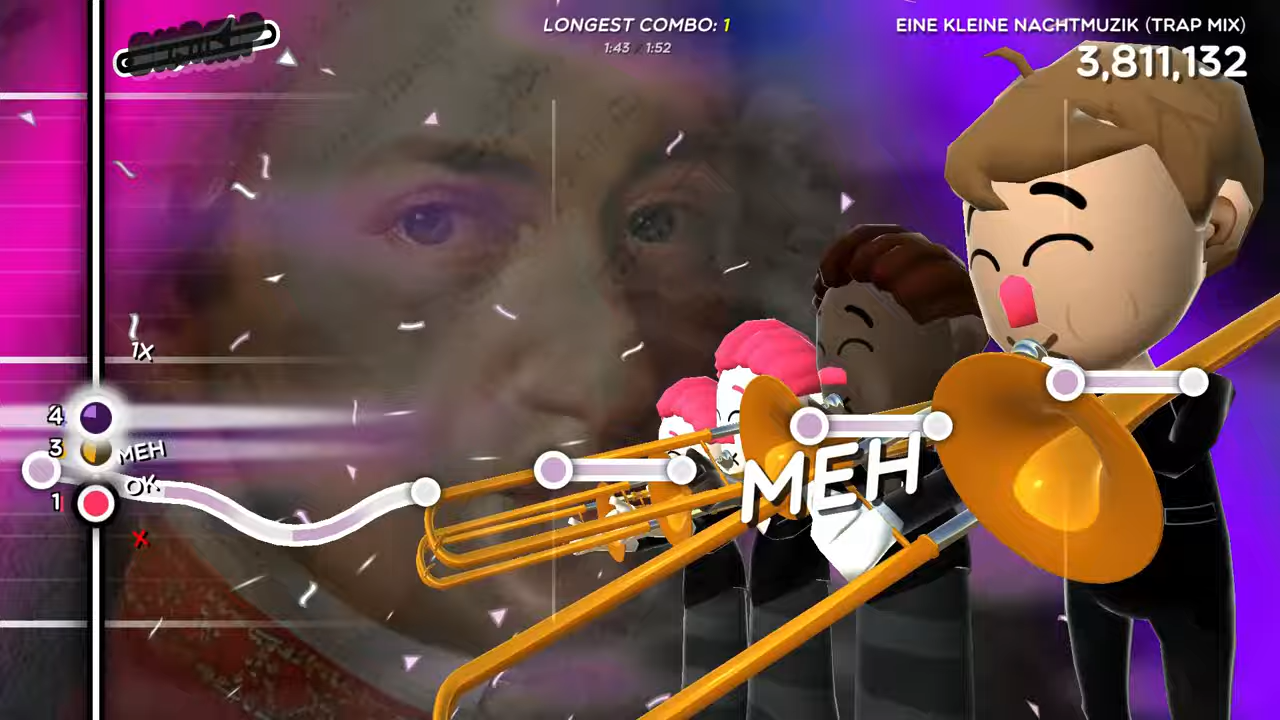 LONGEST COMBO: 1
1:43 / 1:52
EINE KLEINE NACHTMUZIK (TRAP MIX)
3,811,132
1X
4
3
MEH
OK
1
X
MEH